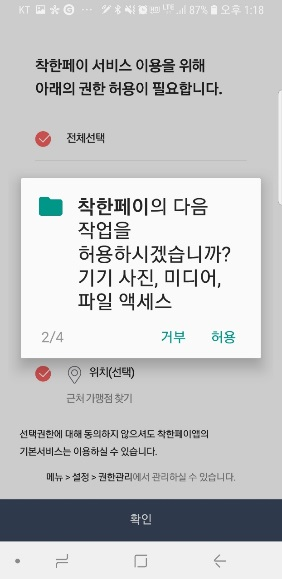 KT 87% 오후 1:18
착한페이 서비스 이용을 위해
아래의 권한 허용이 필요합니다.
전체선택
착한페이의 다음
작업을
허용하시겠습니까?
기기 사진, 미디어,
파일 액세스
2/4 거부 허용
위치(선택)
근처 가맹점 찾기
선택권한에 대해 동의하지 않으셔도 착한페이앱의
기본서비스는 이용하실 수 있습니다.
메뉴 > 설정 > 권한관리에서 관리하실 수 있습니다.
확인